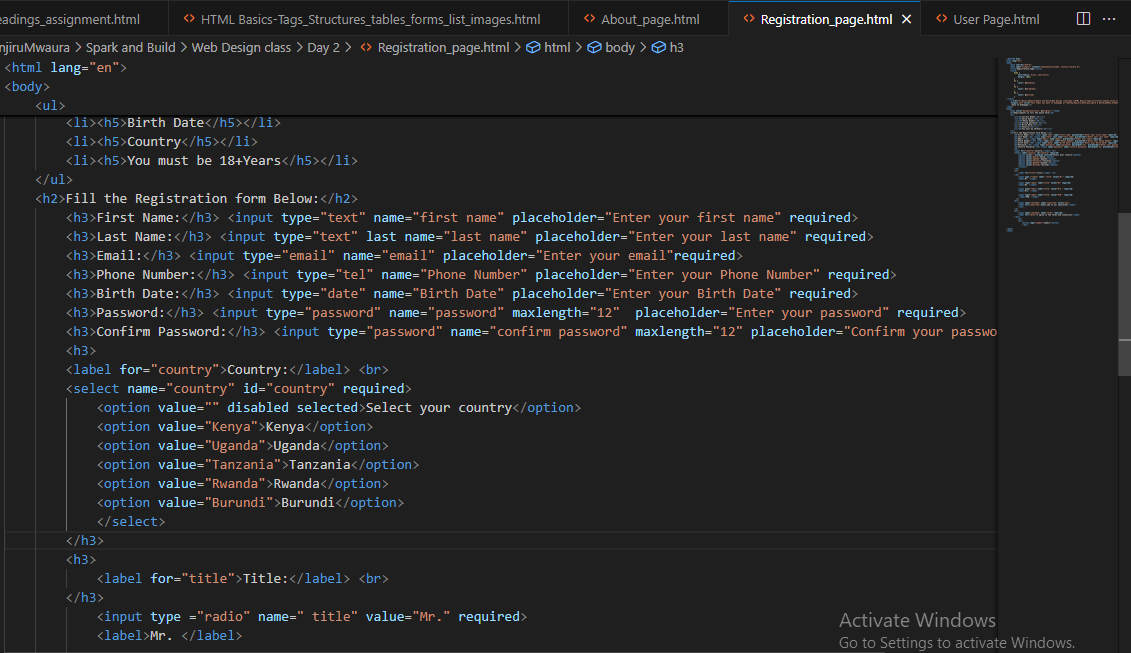 eadings_assignment.html <> HTML Basics-Tags_Structures_tables_forms_list_images.html <> About_page.html <> Registration_page.html × <> User Page.html ...
njiruMwaura > Spark and Build > Web Design class > Day 2 > <> Registration_page.html > html > body > h3
<html lang="en">
<body>
<ul>
<li><h5>Birth Date</h5></li>
<li><h5>Country</h5></li>
<li><h5>You must be 18+Years</h5></li>
</ul>
<h2>Fill the Registration form Below:</h2>
<h3>First Name:</h3> <input type="text" name="first name" placeholder="Enter your first name" required>
<h3>Last Name:</h3> <input type="text" last name="last name" placeholder="Enter your last name" required>
<h3>Email:</h3> <input type="email" name="email" placeholder="Enter your email"required>
<h3>Phone Number:</h3> <input type="tel" name="Phone Number" placeholder="Enter your Phone Number" required>
<h3>Birth Date:</h3> <input type="date" name="Birth Date" placeholder="Enter your Birth Date" required>
<h3>Password:</h3> <input type="password" name="password" maxlength="12"  placeholder="Enter your password" required>
<h3>Confirm Password:</h3> <input type="password" name="confirm password" maxlength="12" placeholder="Confirm your passwo
<h3>
<label for="country">Country:</label> <br>
<select name="country" id="country" required>
<option value="" disabled selected>Select your country</option>
<option value="Kenya">Kenya</option>
<option value="Uganda">Uganda</option>
<option value="Tanzania">Tanzania</option>
<option value="Rwanda">Rwanda</option>
<option value="Burundi">Burundi</option>
</select>
</h3>
<h3>
<label for="title">Title:</label> <br>
</h3>
<input type ="radio" name=" title" value="Mr." required>
<label>Mr. </label>
Activate Windows
Go to Settings to activate Windows.